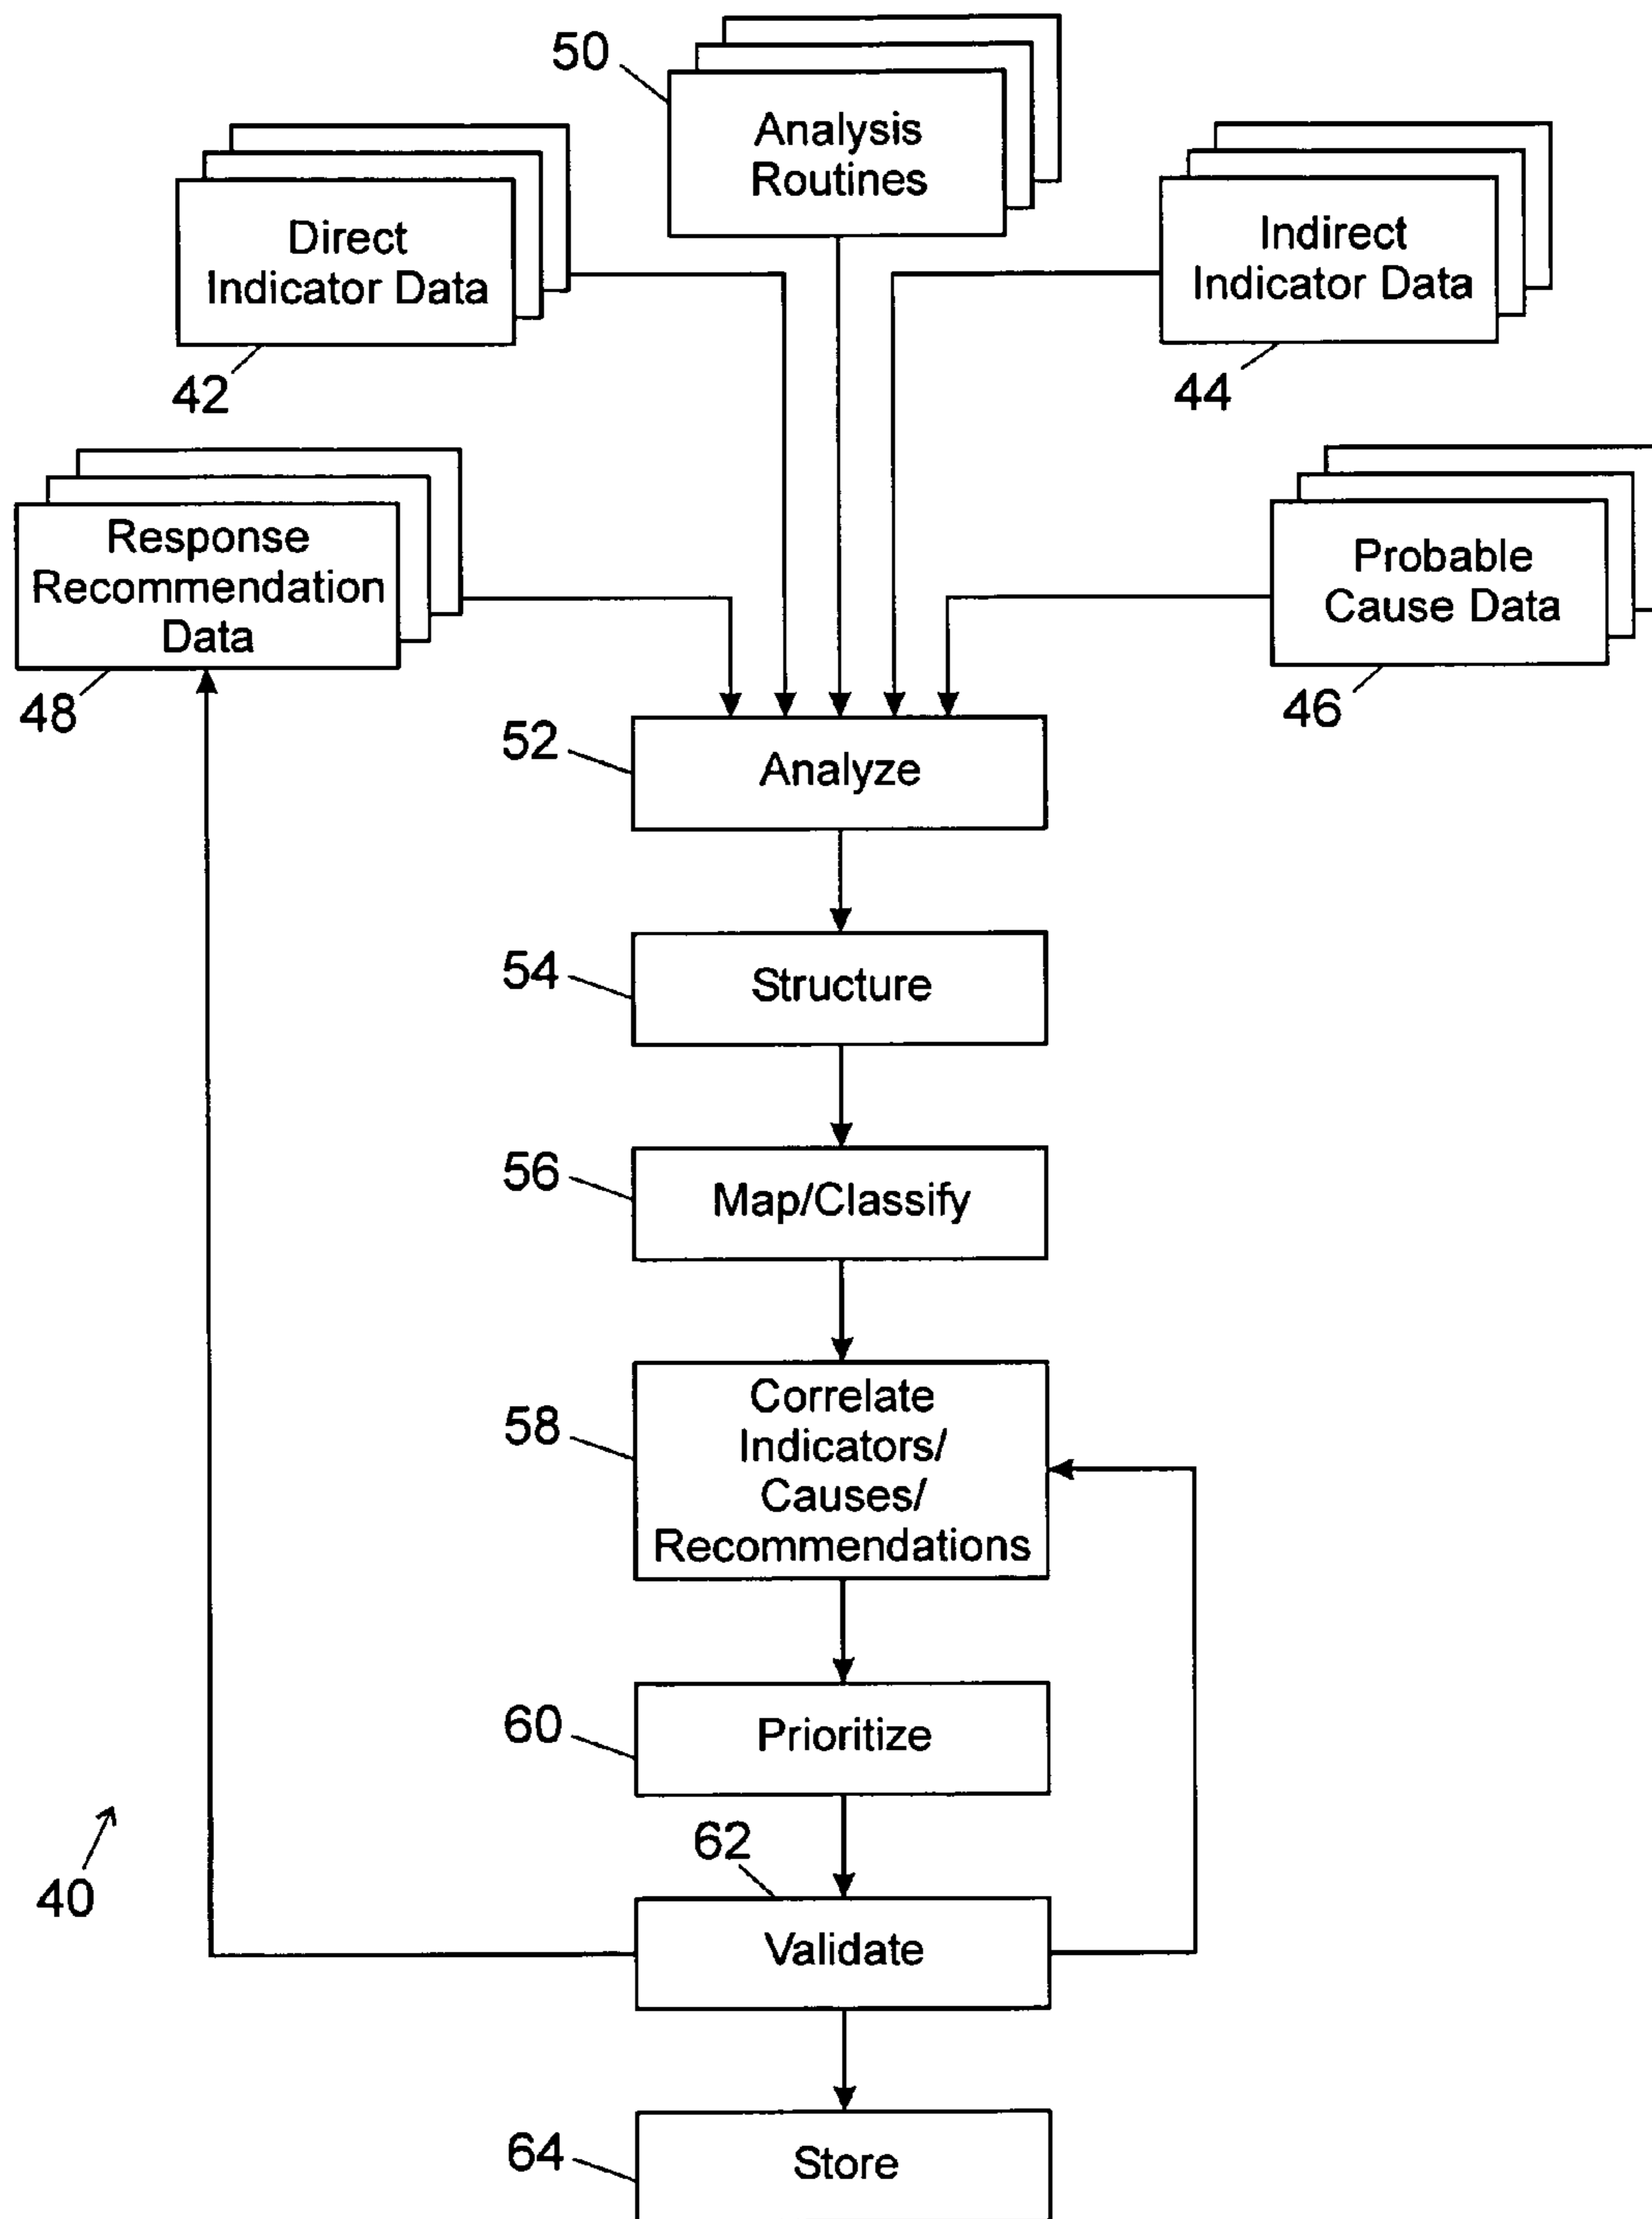 50
Analysis
Routines
Direct
Indicator Data
42
Indirect
Indicator Data
44
Response
Recommendation
Data
48
Probable
Cause Data
46
52
Analyze
54
Structure
56
Map/Classify
58
Correlate
Indicators/
Causes/
Recommendations
60
Prioritize
62
Validate
40
64
Store